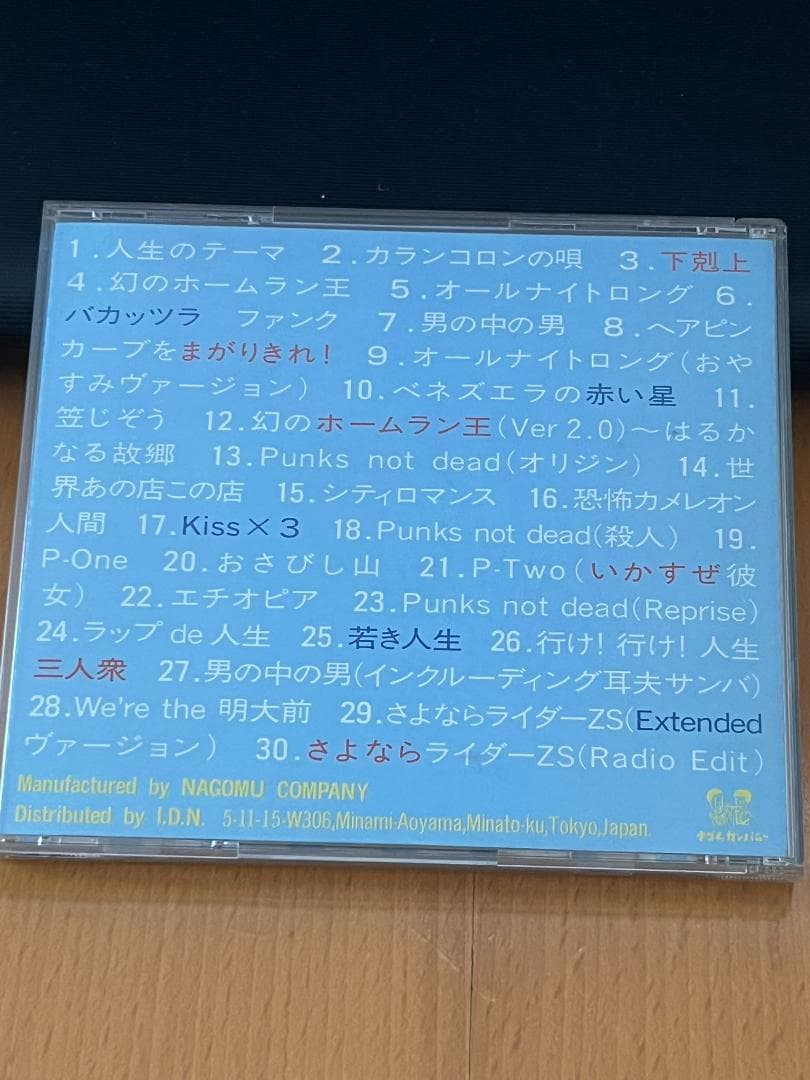 1.人生のテーマ 2.カランコロンの唄 3.下剋上
4.幻のホームラン王 5.オールナイトロング 6.
バカッツラ ファンク 7.男の中の男 8.ヘアピン
カーブをまがりきれ! 9.オールナイトロング(おや
すみヴァージョン) 10.ベネズエラの赤い星 11.
笠じぞう 12.幻のホームラン王(Ver 2.0)〜はるか
なる故郷 13.Punks not dead(オリジン) 14.世
界あの店この店 15.シティロマンス 16.恐怖カメレオン
人間 17.Kiss×3 18.Punks not dead(殺人) 19.
P-One 20.おさびし山 21.P-Two(いかすぜ彼
女) 22.エチオピア 23.Punks not dead(Reprise)
24.ラップ de 人生 25.若き人生 26.行け! 行け! 人生
三人衆 27.男の中の男(インクルーディング耳夫サンバ)
28.We're the 明大前 29.さよならライダーZS(Extended
ヴァージョン) 30.さよならライダーZS(Radio Edit)
Manufactured by NAGOMU COMPANY
Distributed by I.D.N. 5-11-15-W306,Minami-Aoyama,Minato-ku,Tokyo,Japan.
ナゴムカンパニー